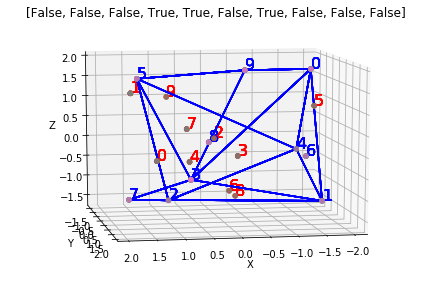 [False, False, False, True, True, False, True, False, False, False]
5 9 0
1 9 5
7 2 8
0 4 3 4 6
3
6 8
7 2 1
2.0
1.5
1.0
0.5
0.0
−0.5
−1.0
−1.5
Z
Y
2.0 1.5 1.0 0.5 0.0 −0.5 −1.0 −1.5 −2.0
X